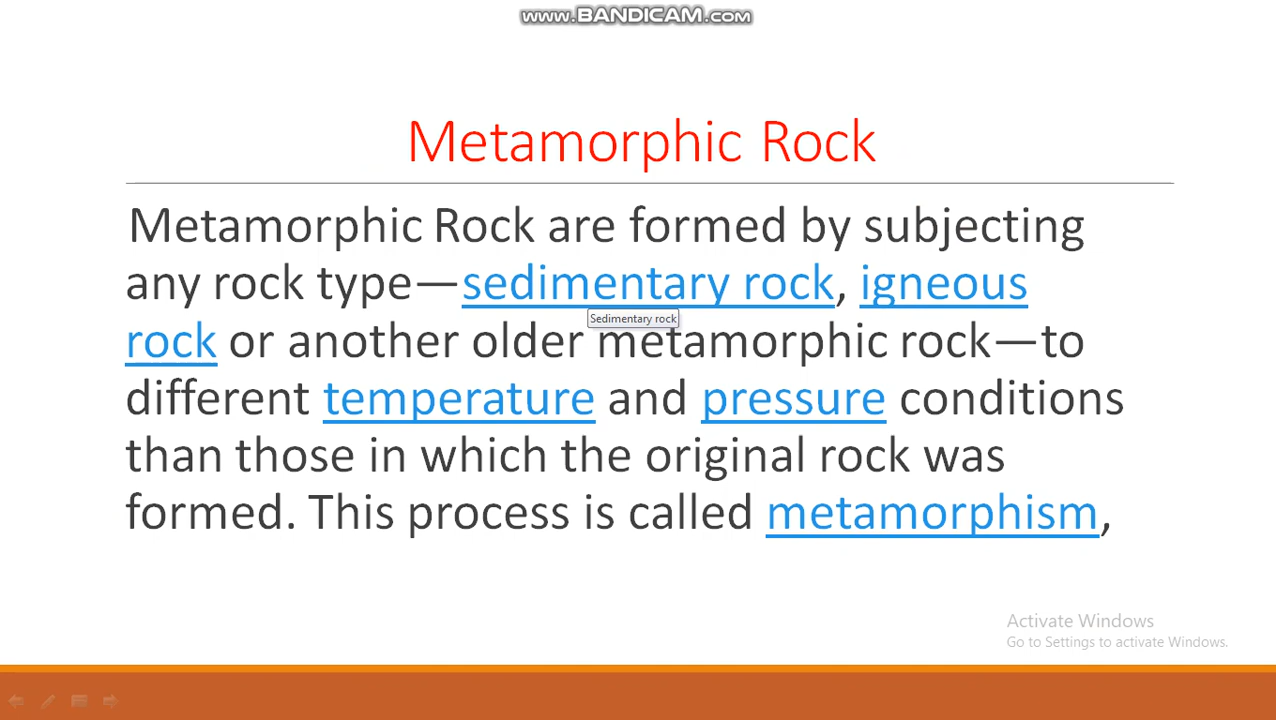 www.BANDICAM.com
Metamorphic Rock
Metamorphic Rock are formed by subjecting
any rock type—sedimentary rock, igneous
Sedimentary rock
rock or another older metamorphic rock—to
different temperature and pressure conditions
than those in which the original rock was
formed. This process is called metamorphism,
Activate Windows
Go to Settings to activate Windows.